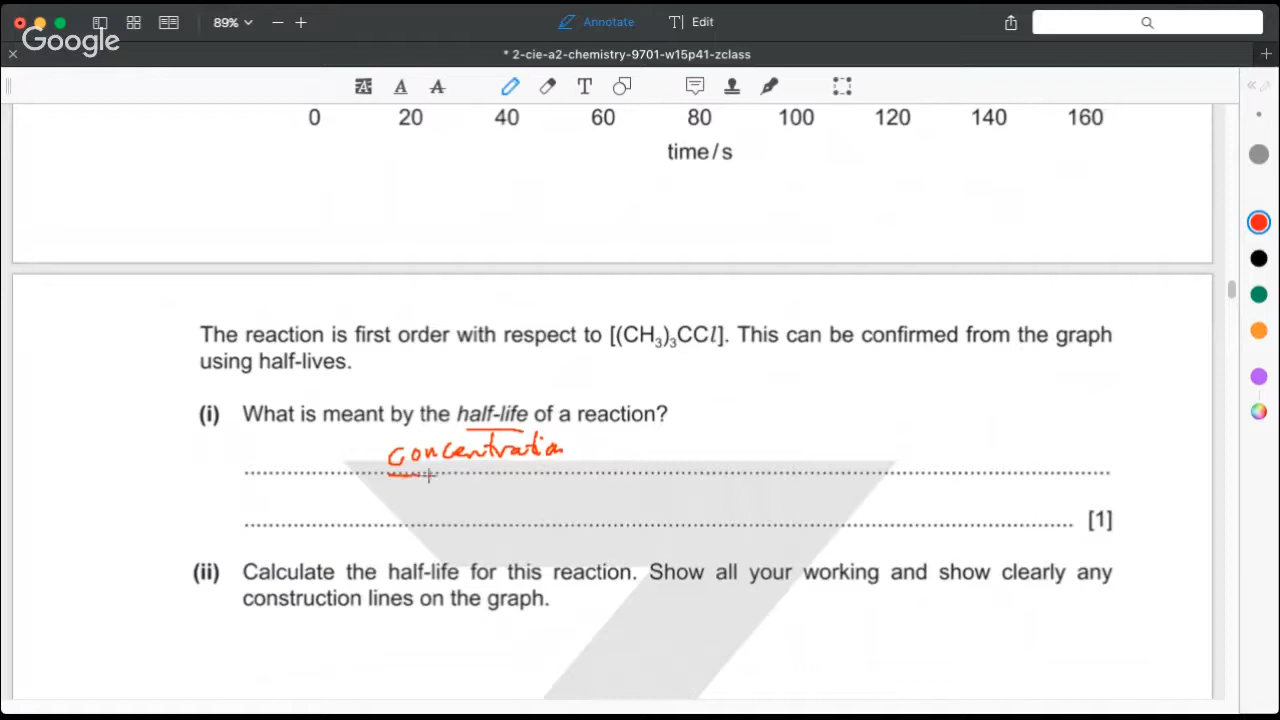 89%
Annotate
T Edit
Google
* 2-cie-a2-chemistry-9701-w15p41-zclass
0 20 40 60 80 100 120 140 160
time / s
The reaction is first order with respect to [(CH₃)₃CCl]. This can be confirmed from the graph
using half-lives.
(i) What is meant by the half-life of a reaction?
concentration
[1]
(ii) Calculate the half-life for this reaction. Show all your working and show clearly any
construction lines on the graph.